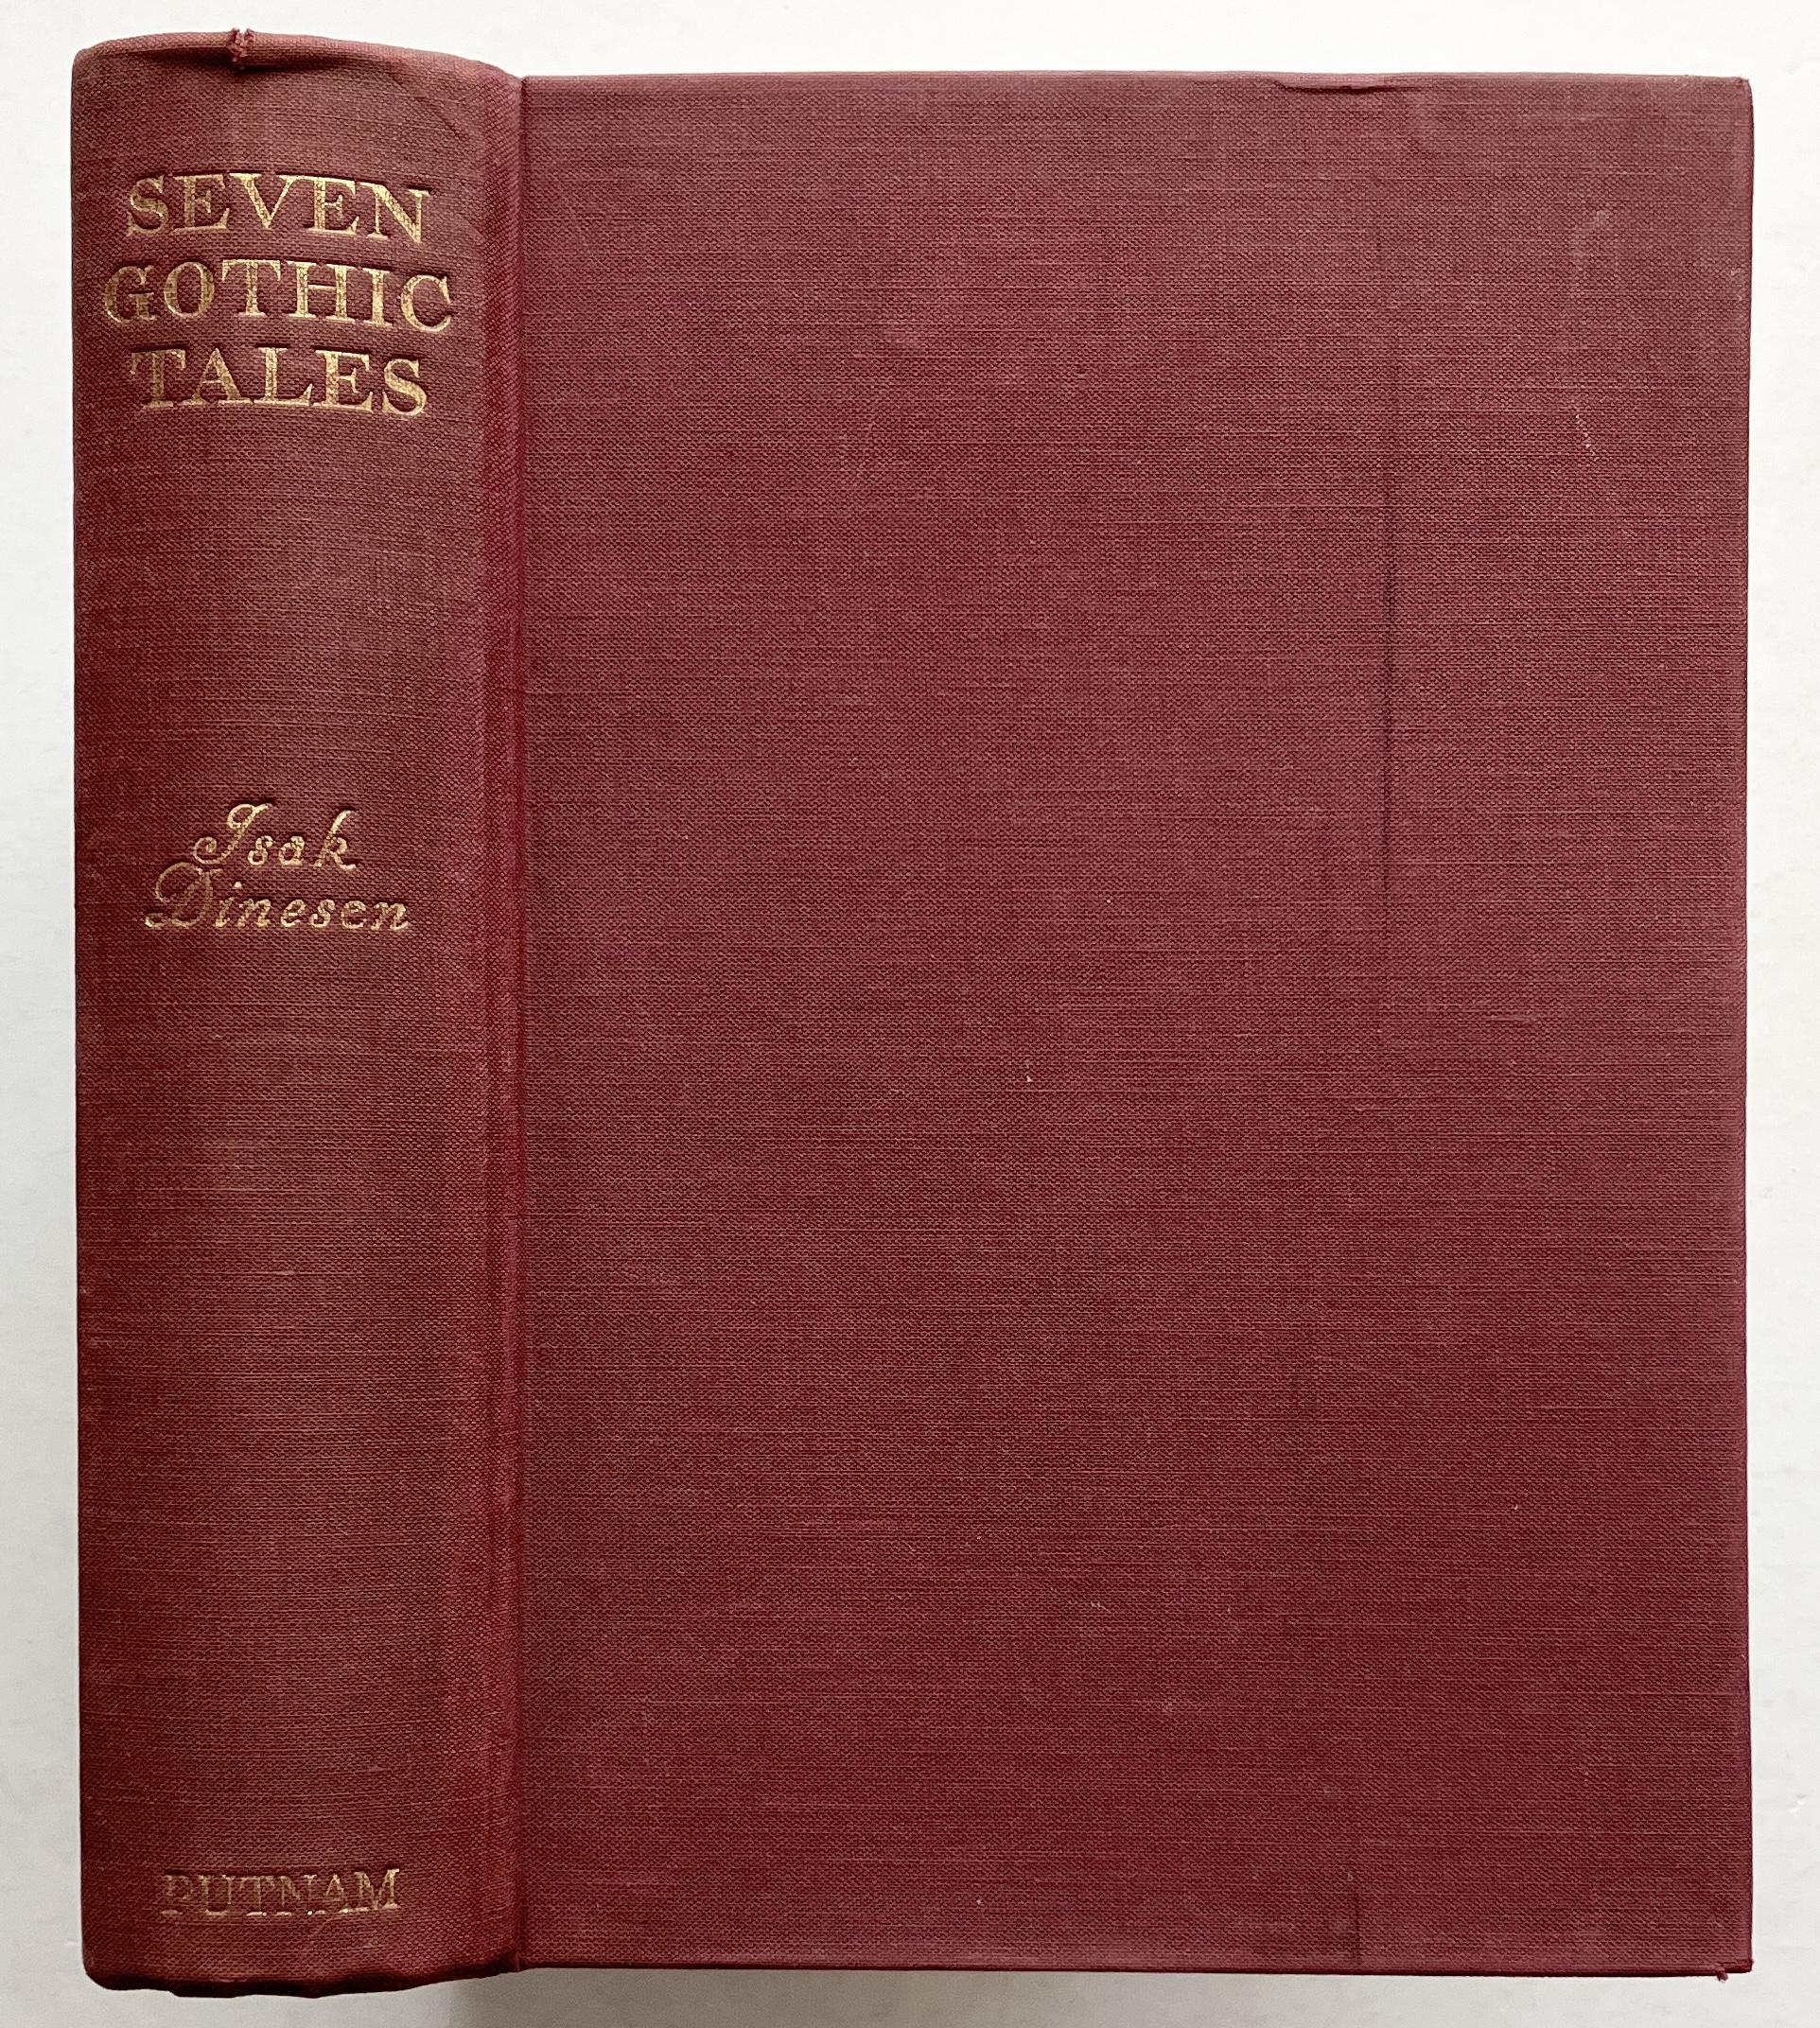 SEVEN
GOTHIC
TALES
Isak
Dinesen
PUTNAM